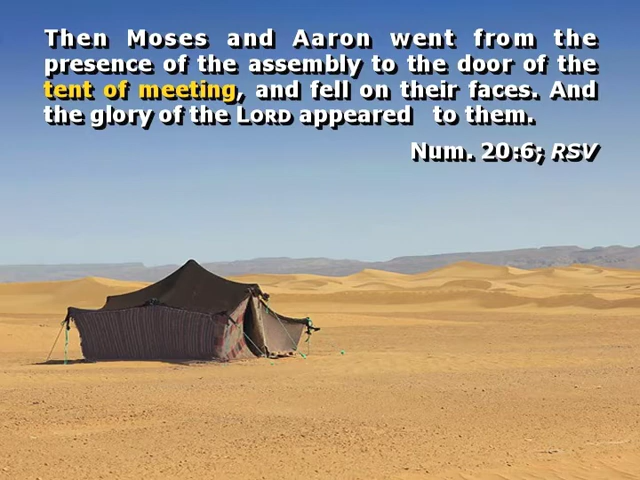 Then Moses and Aaron went from the
presence of the assembly to the door of the
tent of meeting, and fell on their faces. And
the glory of the LORD appeared to them.
Num. 20:6; RSV